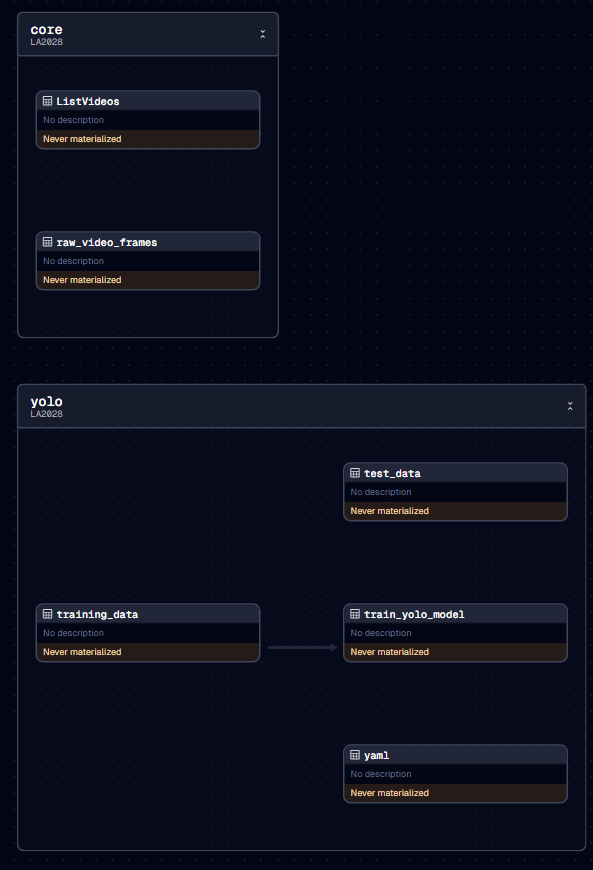 core
LA2028
ListVideos
No description
Never materialized
raw_video_frames
No description
Never materialized
yolo
LA2028
test_data
No description
Never materialized
training_data
No description
Never materialized
train_yolo_model
No description
Never materialized
yaml
No description
Never materialized